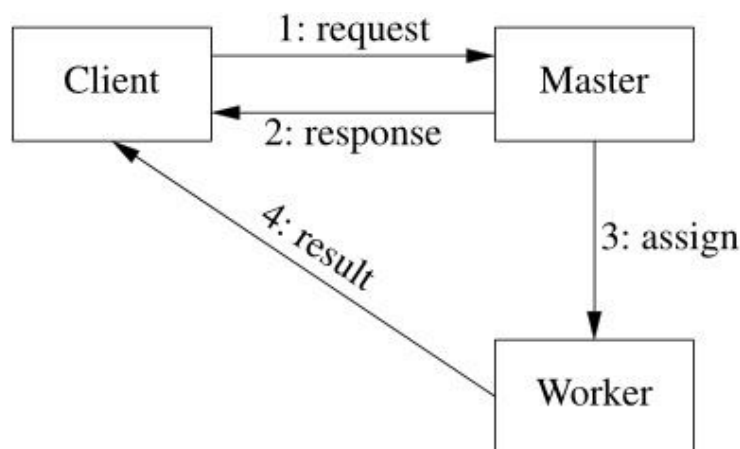 1: request
Client
Master
2: response
4: result
3: assign
Worker